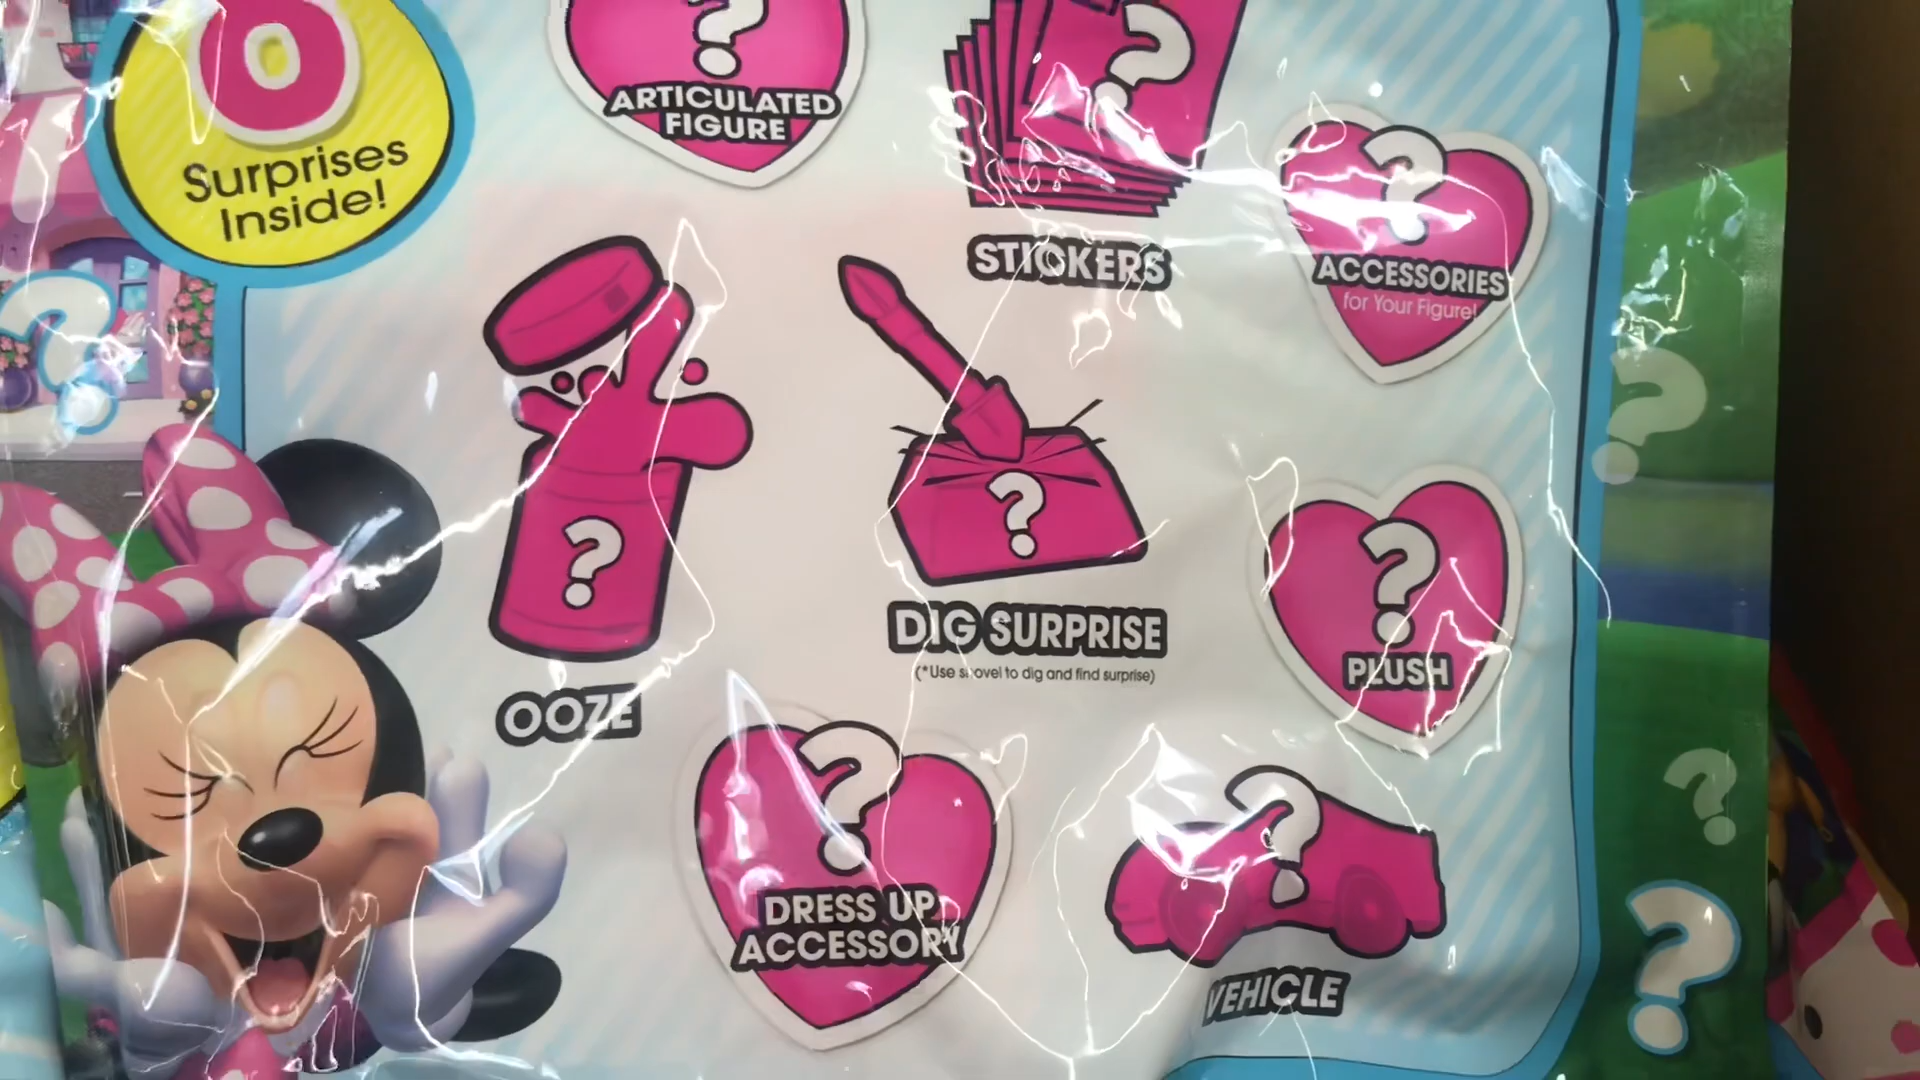 Surprises
Inside!
ARTICULATED
FIGURE
STICKERS
ACCESSORIES
for Your Figure!
OOZE
DIG SURPRISE
(*Use shovel to dig and find surprise)
PLUSH
DRESS UP
ACCESSORY
VEHICLE